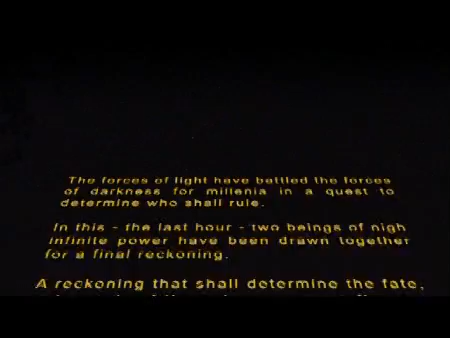 The forces of light have battled the forces
of darkness for millenia in a quest to
determine who shall rule.
In this - the last hour - two beings of nigh
infinite power have been drawn together
for a final reckoning.
A reckoning that shall determine the fate,